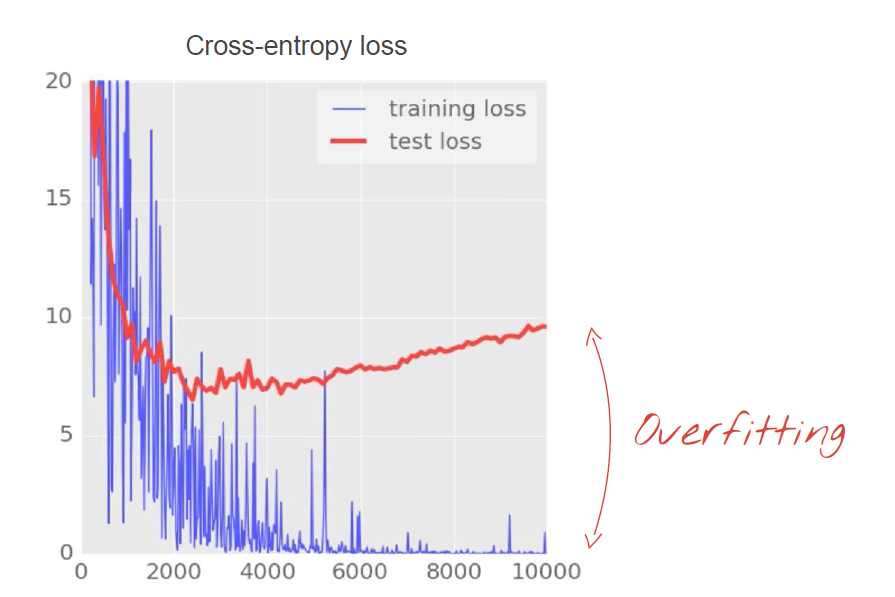 Cross-entropy loss
20
training loss
test loss
15
10
Overfitting
5
0
0 2000 4000 6000 8000 10000